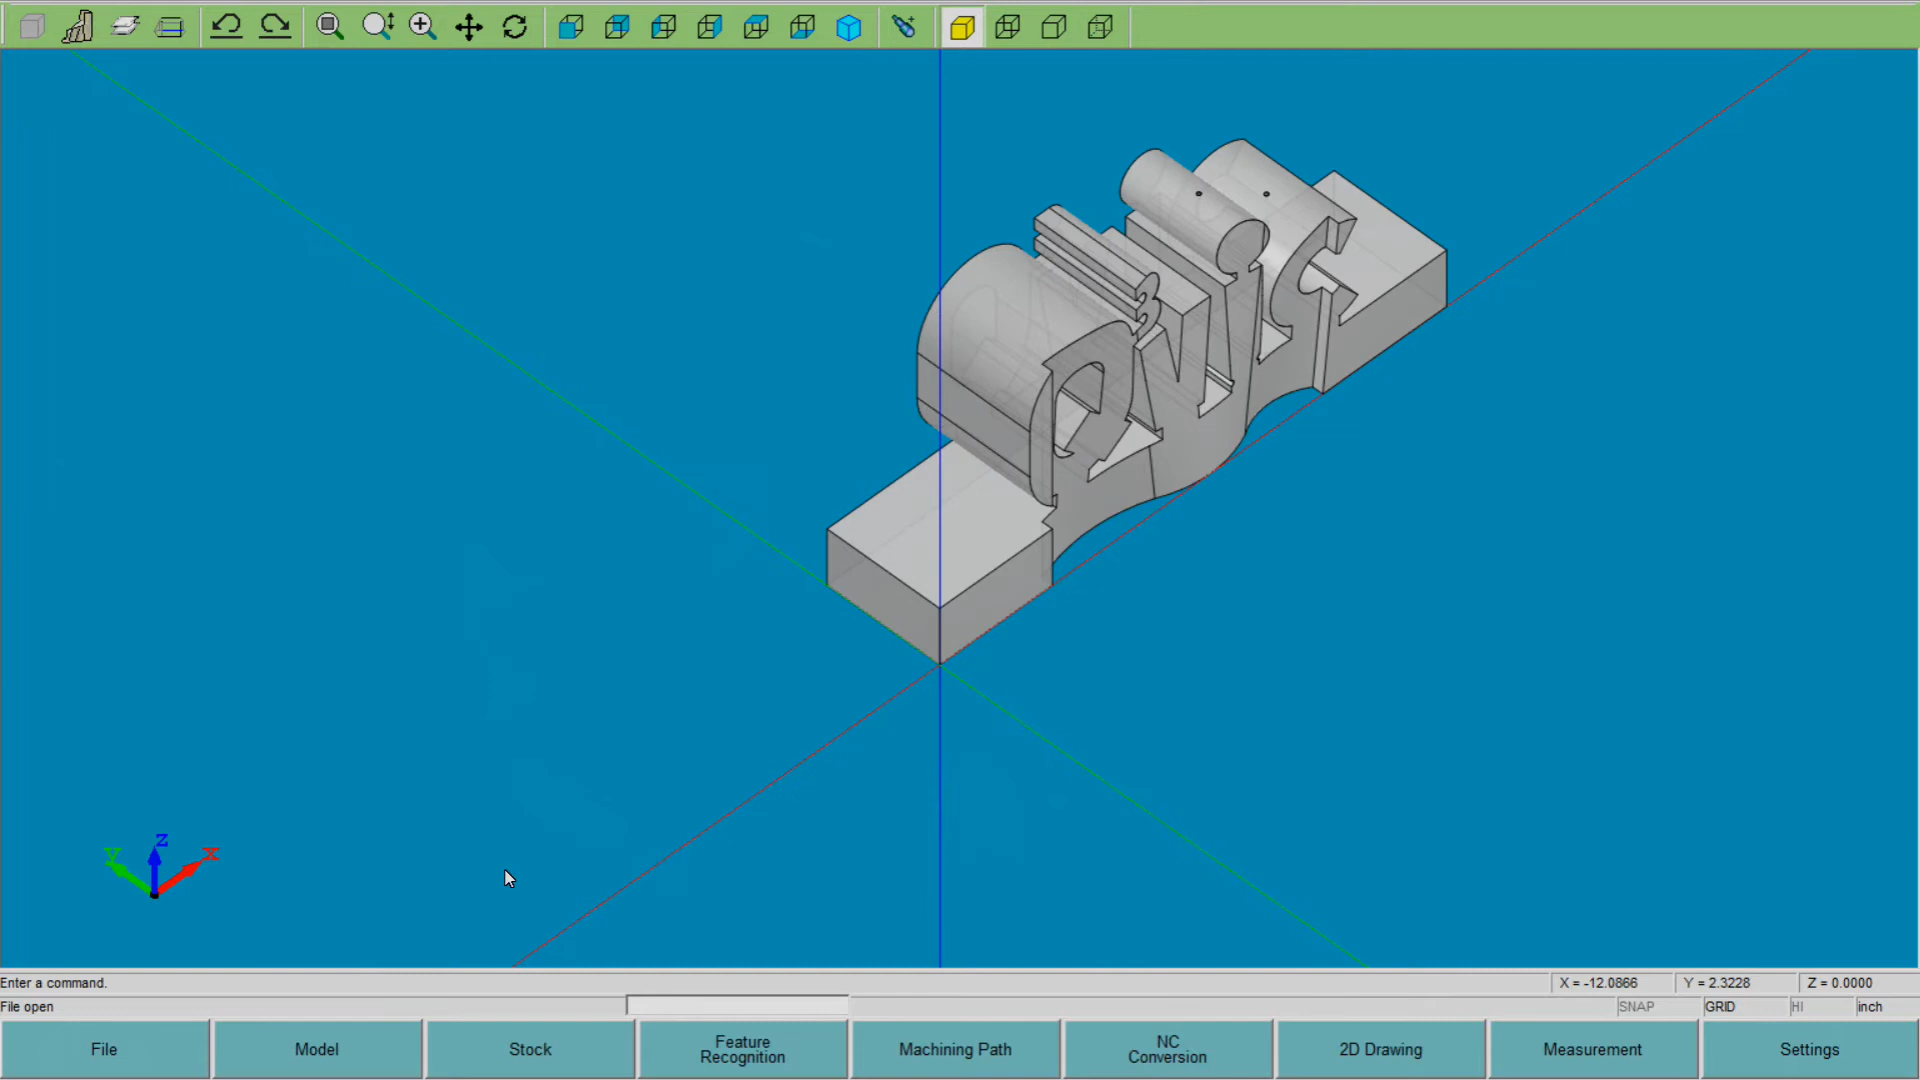 Z
Y
X
Enter a command.
X = -12.0866
Y = 2.3228
Z = 0.0000
File open
SNAP
GRID
HI
inch
File
Model
Stock
Feature
Recognition
Machining Path
NC
Conversion
2D Drawing
Measurement
Settings